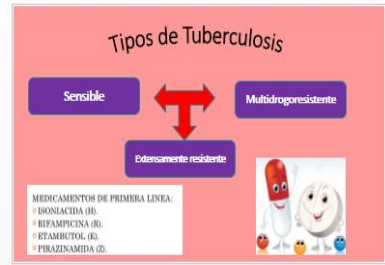 Tipos de Tuberculosis
Sensible
Multidrogoresistente
Extensamente resistente
MEDICAMENTOS DE PRIMERA LINEA:
ISONIACIDA (H).
RIFAMPICINA (R).
ETAMBUTOL (E).
PIRAZINAMIDA (Z).